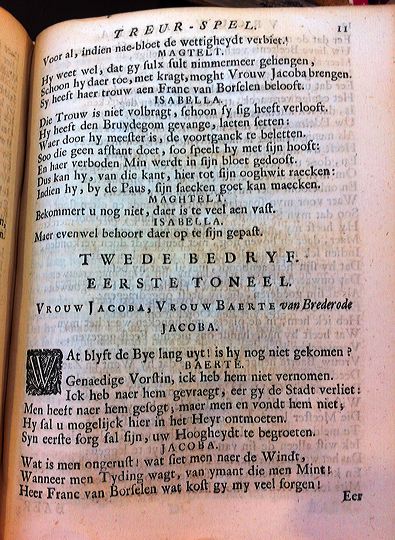 TREUR-SPEL. 11
Voor al, indien nae-bloet de wettigheydt verbiet.
MAGTELT.
Hy weet wel, dat gy sulx sult nimmermeer gehengen,
Schoon hy daer toe, met kragt, moght Vrouw Jacoba brengen.
Sy heeft haer trouw aen Franc van Borselen belooft.
ISABELLA.
Die Trouw is niet volbragt, schoon sy sig heeft verlooft.
Hy heeft den Bruydegom gevange, laeten setten:
Waer door hy meester is, de voortganck te beletten.
Soo die geen afstant doet, soo speelt hy met sijn hooft:
En haer verboden Min werdt in sijn bloet gedooft.
Dus kan hy, van die kant, hier tot sijn ooghwit raecken:
Indien hy, by de Paus, sijn saecken goet kan maecken.
MAGHTELT.
Bekommert u nog niet, daer is te veel aen vast.
ISABELLA.
Maer evenwel behoort daer op te sijn gepast.
TWEDE BEDRYF.
EERSTE TONEEL.
VROUW JACOBA, VROUW BAERTE van Brederode
JACOBA.
WAt blyft de Bye lang uyt! is hy nog niet gekomen?
BAERTE.
Genaedige Vorstin, ick heb hem niet vernomen.
Ick heb naer hem gevraegt, eer gy de Stadt verliet:
Men heeft naer hem gesogt, maer men en vondt hem niet;
Hy sal u mogelijck hier in het Heyr ontmoeten.
Syn eerste sorg sal sijn, uw Hoogheydt te begroeten.
JACOBA.
Wat is men ongerust! wat siet men naer de Windt,
Wanneer men Tyding wagt, van ymant die men Mint!
Heer Franc van Borselen wat kost gy my veel sorgen!
Eer